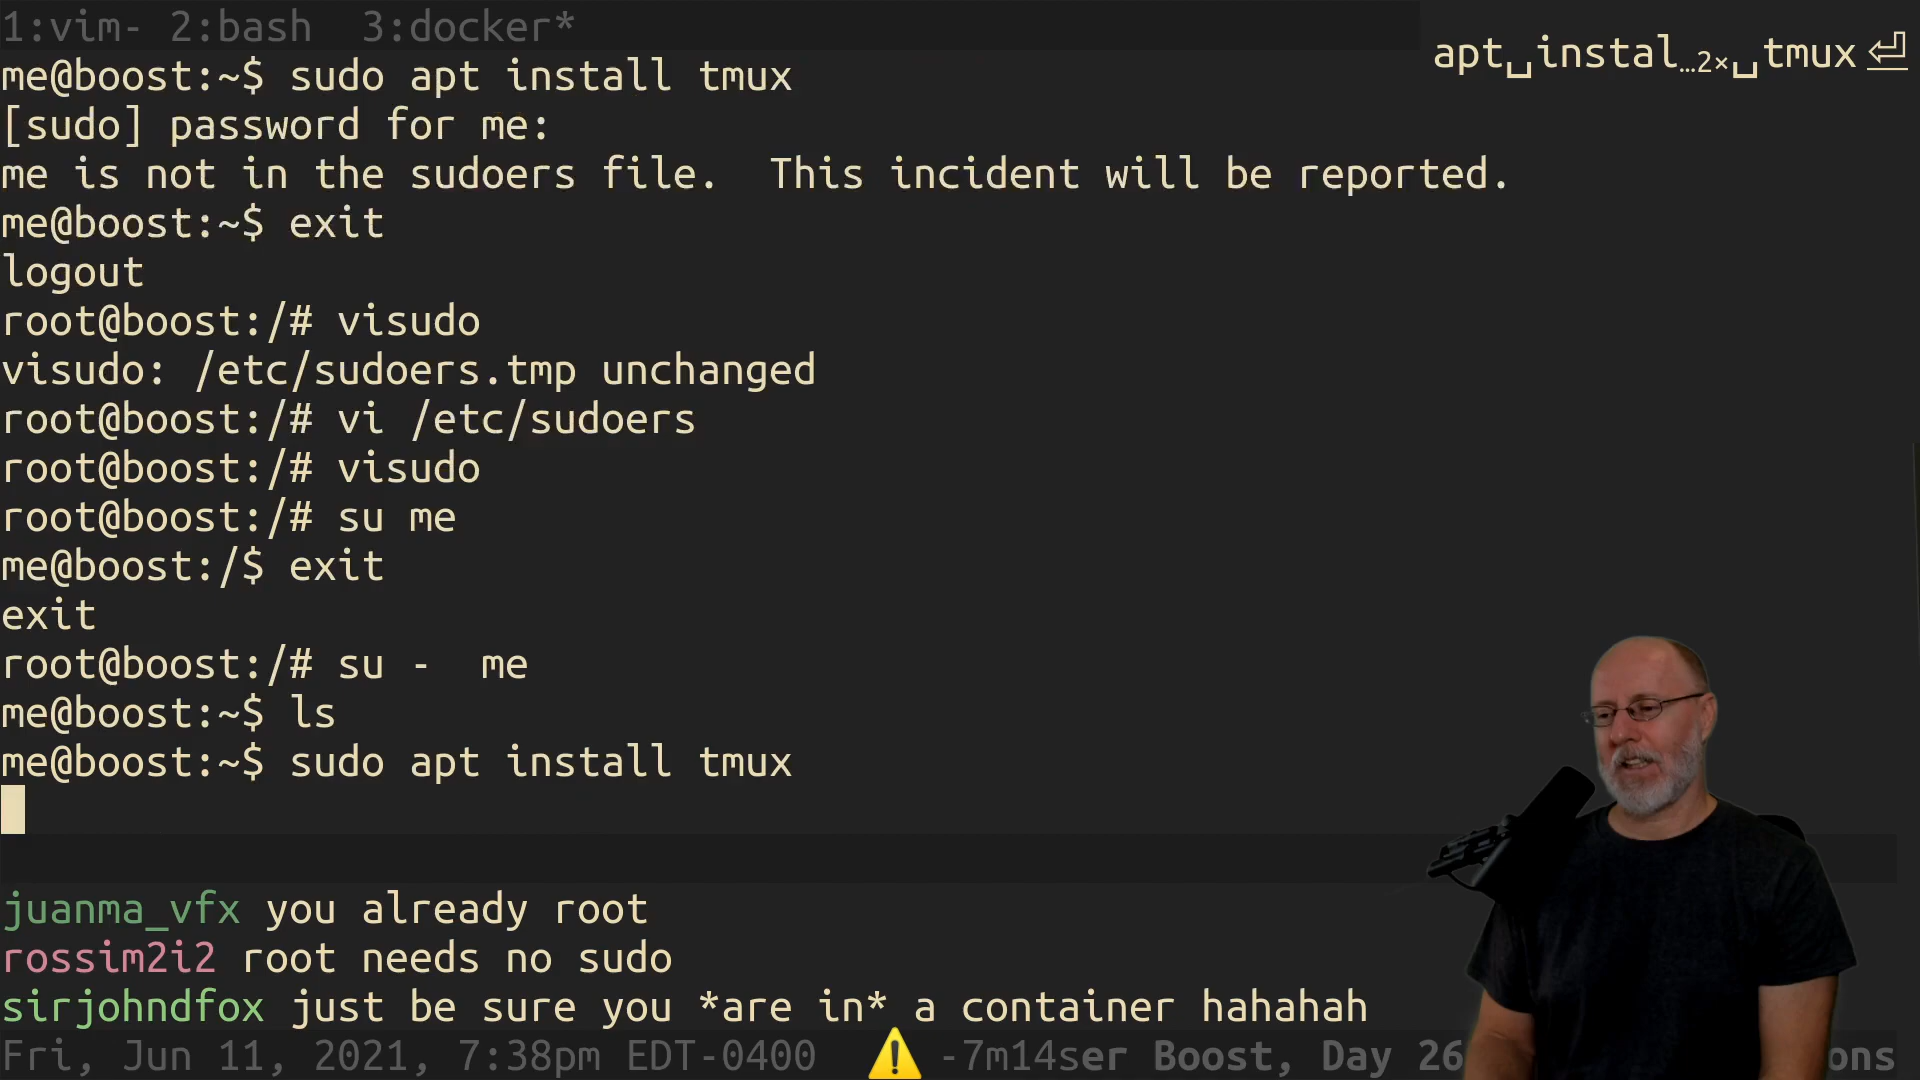 1:vim- 2:bash  3:docker*
apt␣instal…2×␣tmux⏎
me@boost:~$ sudo apt install tmux
[sudo] password for me:
me is not in the sudoers file.  This incident will be reported.
me@boost:~$ exit
logout
root@boost:/# visudo
visudo: /etc/sudoers.tmp unchanged
root@boost:/# vi /etc/sudoers
root@boost:/# visudo
root@boost:/# su me
me@boost:/$ exit
exit
root@boost:/# su -  me
me@boost:~$ ls
me@boost:~$ sudo apt install tmux
juanma_vfx you already root
rossim2i2 root needs no sudo
sirjohndfox just be sure you *are in* a container hahahah
Fri, Jun 11, 2021, 7:38pm EDT-0400 ⚠️ -7m14ser Boost, Day 26 ons